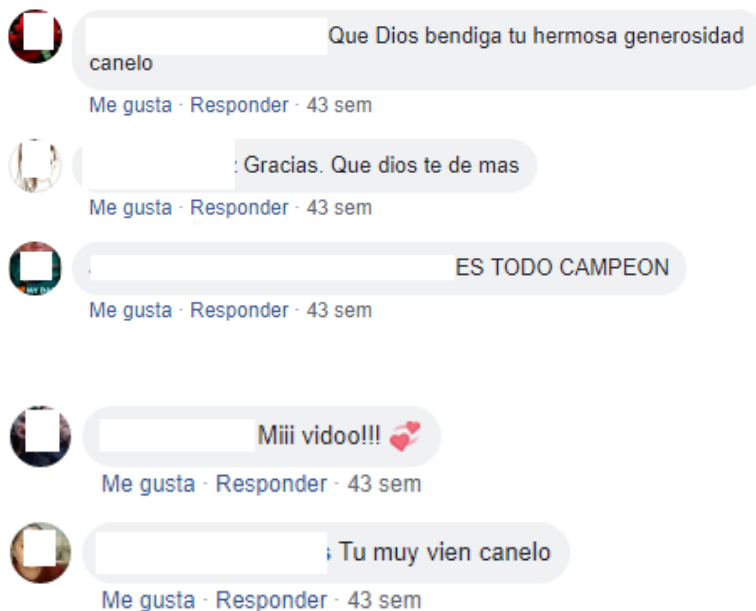 Que Dios bendiga tu hermosa generosidad
canelo
Me gusta · Responder · 43 sem
: Gracias. Que dios te de mas
Me gusta · Responder · 43 sem
ES TODO CAMPEON
Me gusta · Responder · 43 sem
Miii vidoo!!! 💞
Me gusta · Responder · 43 sem
Tu muy vien canelo
Me gusta · Responder · 43 sem